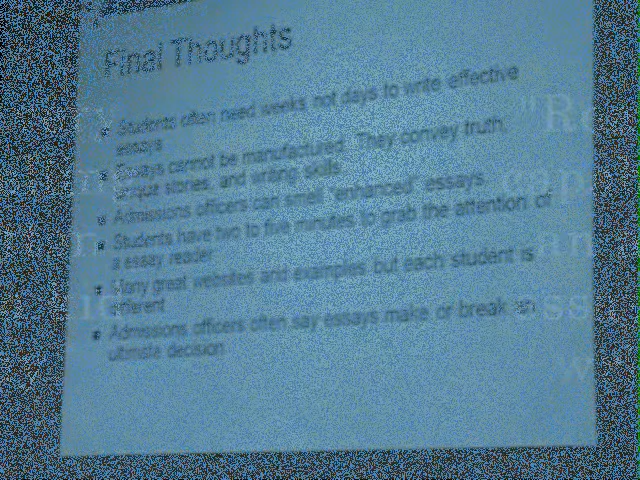 Final Thoughts
Students often need weeks not days to write effective
essays
Essays cannot be manufactured. They convey truth,
unique stories, and writing skills
Admissions officers can smell "enhanced" essays
Students have two to five minutes to grab the attention of
a essay reader
Many great websites and examples but each student is
different
Admissions officers often say essays make or break an
ultimate decision